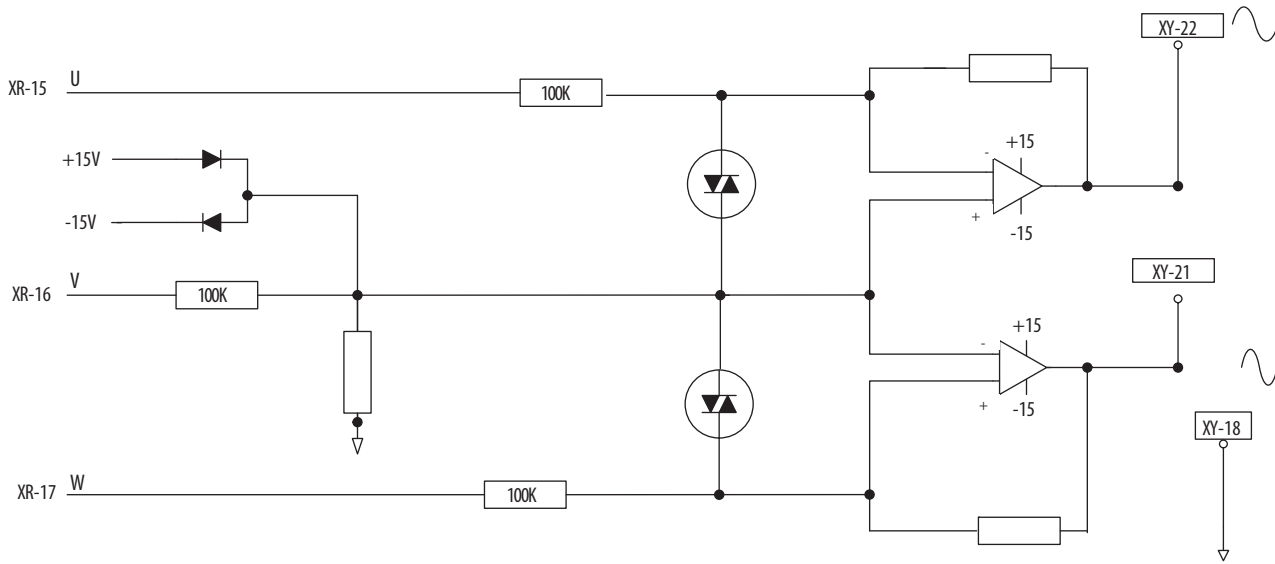 XY-22
U
XR-15
100K
-
+15
+15V
+
-15
-15V
XY-21
V
XR-16
100K
+15
-
+
-15
XY-18
W
XR-17
100K